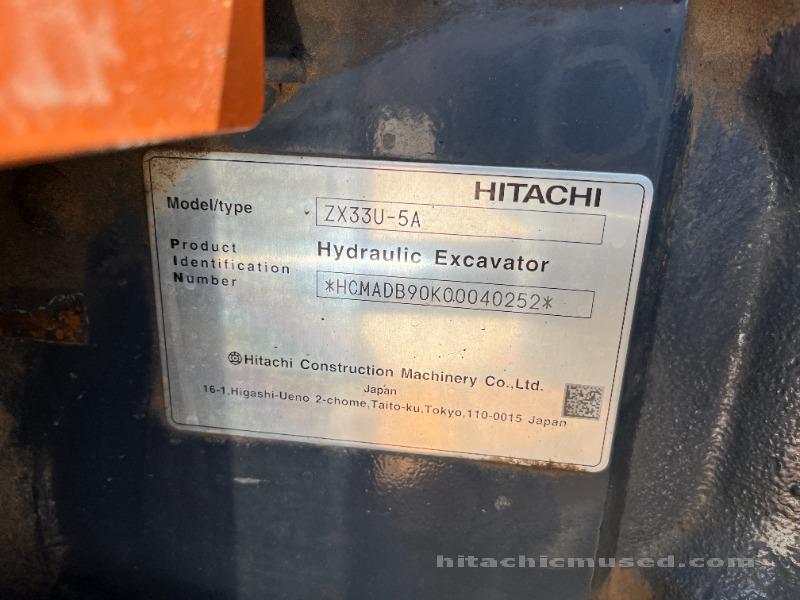 HITACHI
Model/type ZX33U-5A
Product Identification Number
Hydraulic Excavator
*HCMADB90K00040252*
Hitachi Construction Machinery Co.,Ltd.
Japan
16-1,Higashi-Ueno 2-chome,Taito-ku,Tokyo,110-0015 Japan
hitachicmused.com